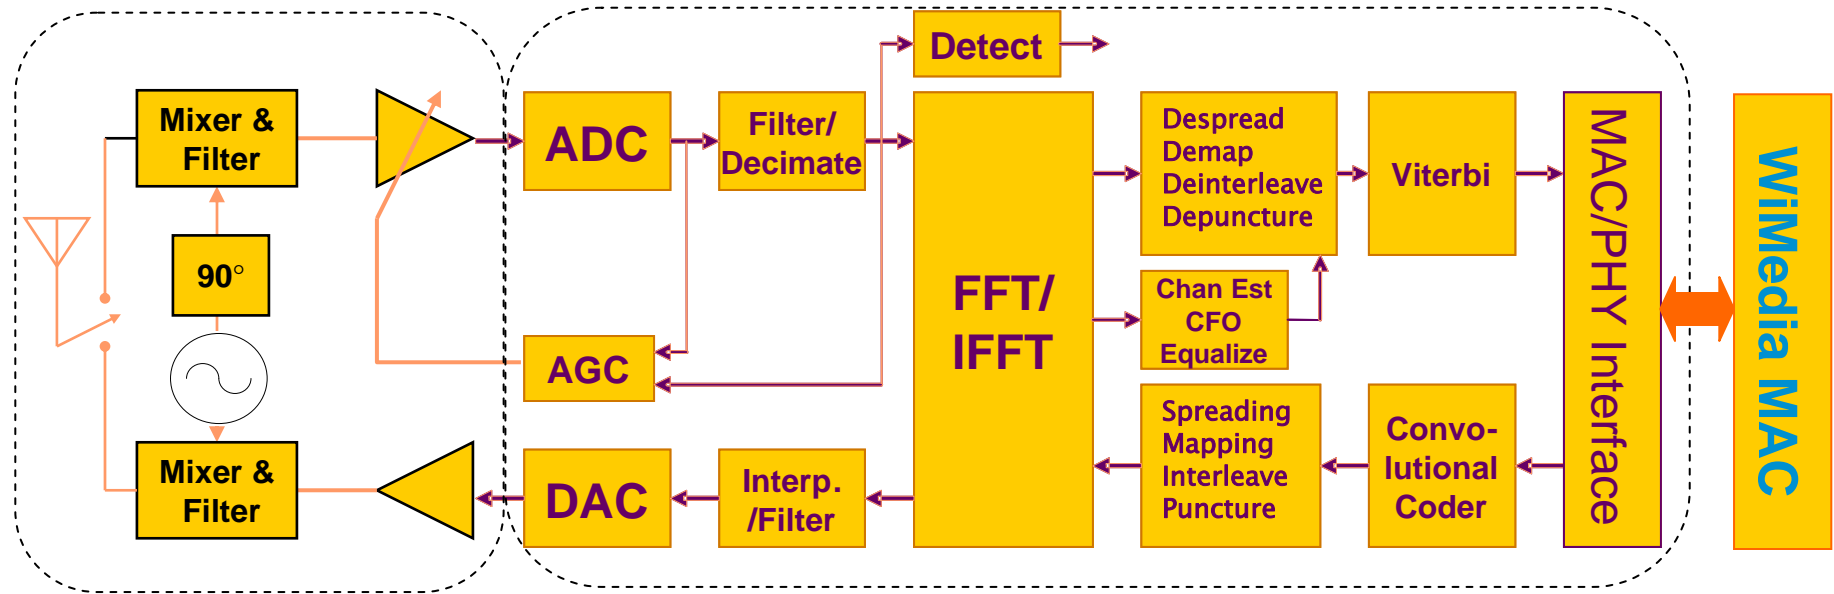 Detect
Mixer &
Filter
ADC
Filter/
Decimate
Despread
Demap
Deinterleave
Depuncture
Viterbi
MAC/PHY Interface
WiMedia MAC
90°
FFT/
IFFT
Chan Est
CFO
Equalize
AGC
Mixer &
Filter
DAC
Interp.
/Filter
Spreading
Mapping
Interleave
Puncture
Convo-
lutional
Coder